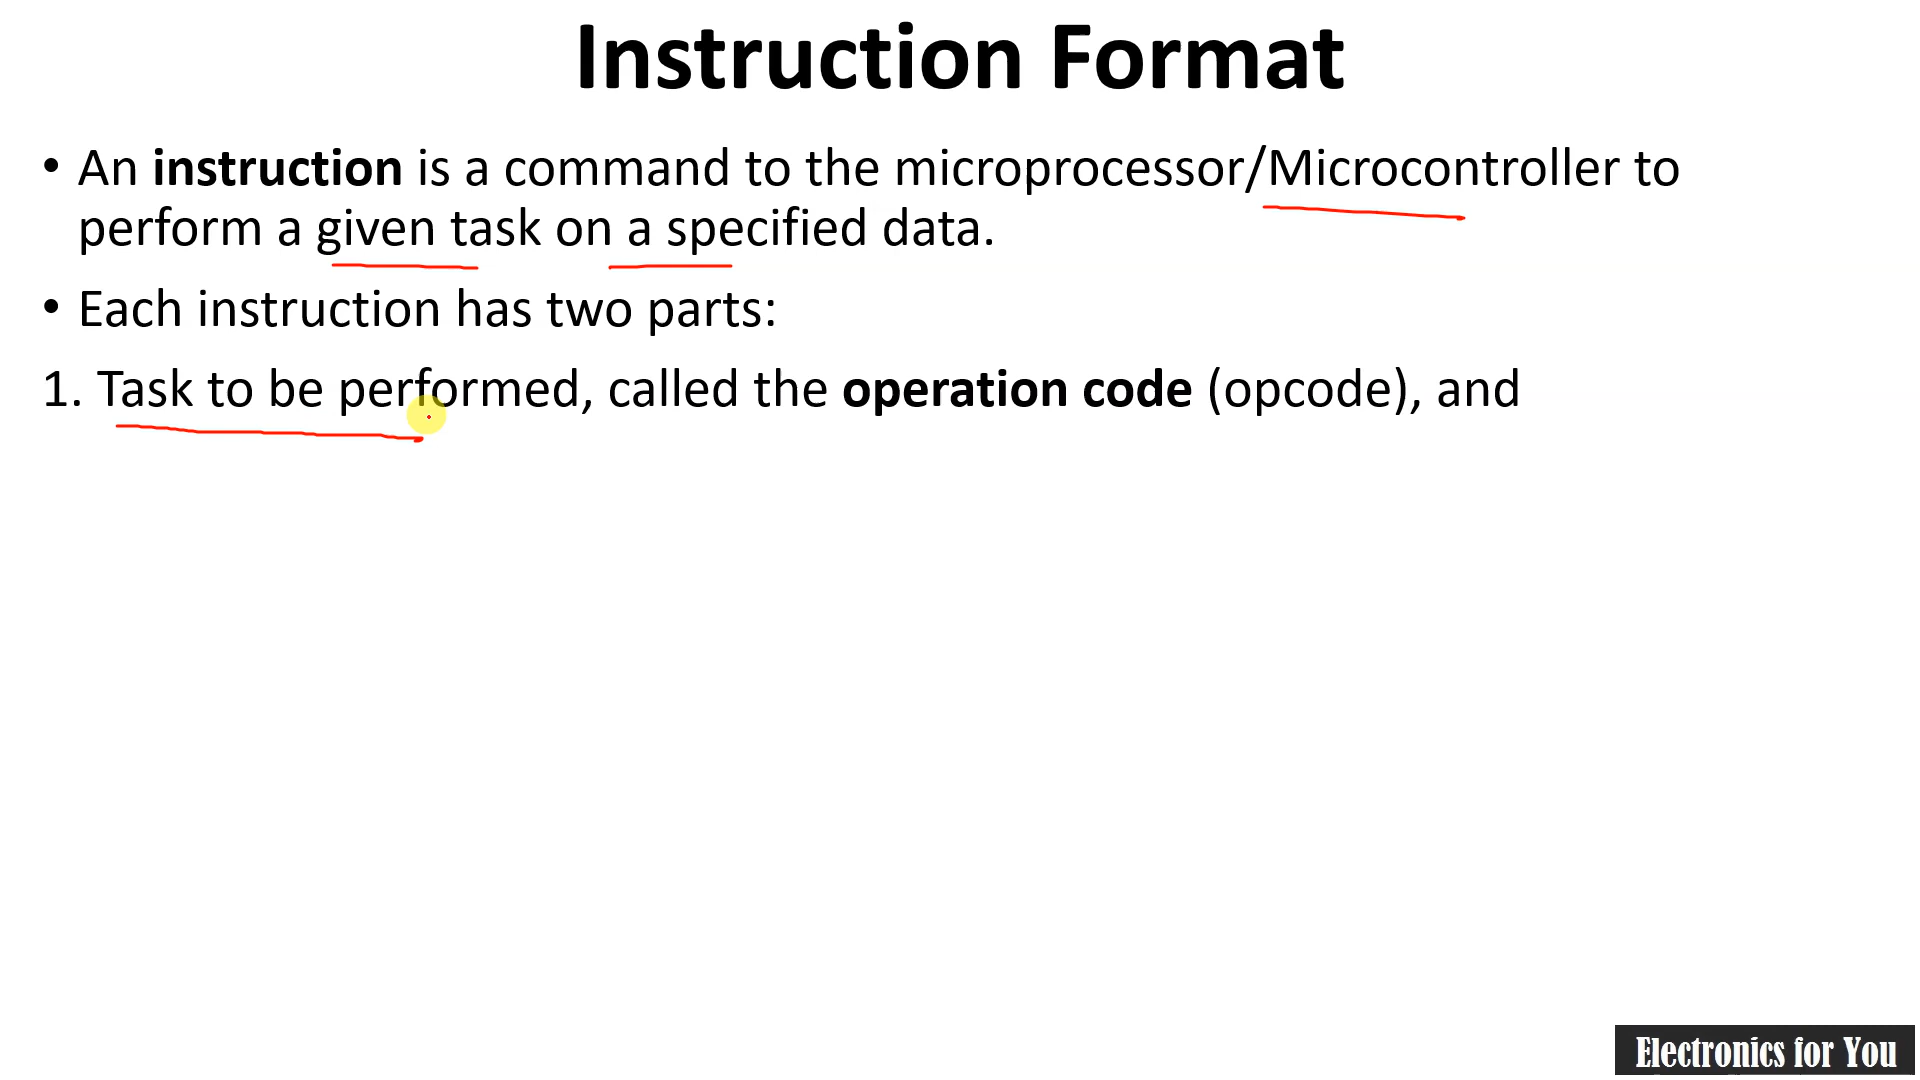 Instruction Format
• An instruction is a command to the microprocessor/Microcontroller to
perform a given task on a specified data.
• Each instruction has two parts:
1. Task to be performed, called the operation code (opcode), and
Electronics for You